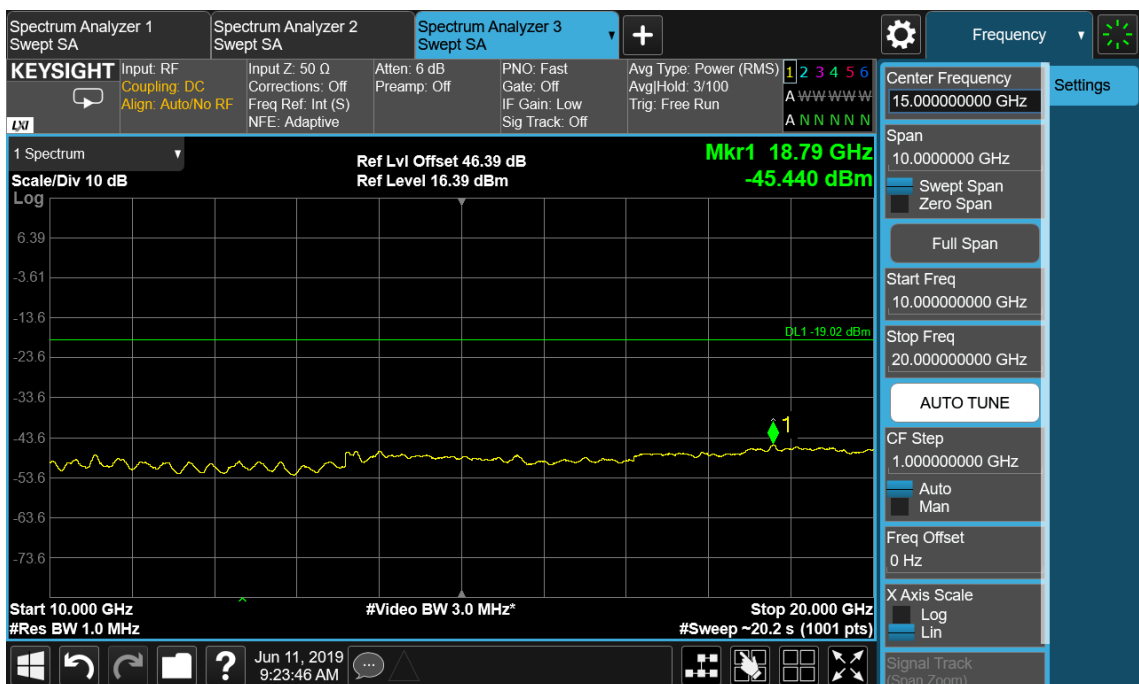 Spectrum Analyzer 1
Swept SA
Spectrum Analyzer 2
Swept SA
Spectrum Analyzer 3
Swept SA
Frequency
KEYSIGHT
LXI
Input: RF
Coupling: DC
Align: Auto/No RF
Input Z: 50 Ω
Corrections: Off
Freq Ref: Int (S)
NFE: Adaptive
Atten: 6 dB
Preamp: Off
PNO: Fast
Gate: Off
IF Gain: Low
Sig Track: Off
Avg Type: Power (RMS)
Avg|Hold: 3/100
Trig: Free Run
1 2 3 4 5 6
A W W W W W
A N N N N N
1 Spectrum
Scale/Div 10 dB
Log
Ref Lvl Offset 46.39 dB
Ref Level 16.39 dBm
Mkr1 18.79 GHz
-45.440 dBm
6.39
-3.61
-13.6
DL1 -19.02 dBm
-23.6
-33.6
1
-43.6
-53.6
-63.6
-73.6
Start 10.000 GHz
#Res BW 1.0 MHz
#Video BW 3.0 MHz*
Stop 20.000 GHz
#Sweep ~20.2 s (1001 pts)
Jun 11, 2019
9:23:46 AM
?
Center Frequency
15.000000000 GHz
Settings
Span
10.0000000 GHz
Swept Span
Zero Span
Full Span
Start Freq
10.000000000 GHz
Stop Freq
20.000000000 GHz
AUTO TUNE
CF Step
1.000000000 GHz
Auto
Man
Freq Offset
0 Hz
X Axis Scale
Log
Lin
Signal Track
(Span Zoom)